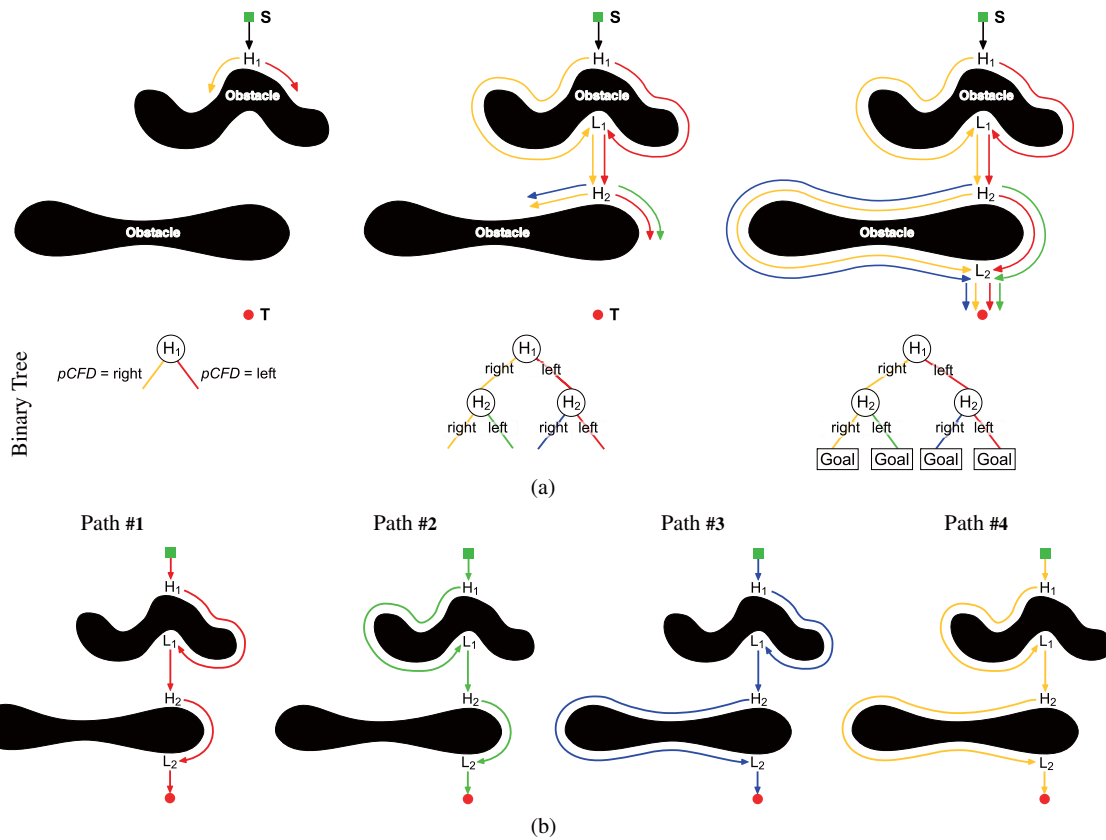 S S S
H₁ H₁ H₁
Obstacle Obstacle Obstacle
L₁ L₁
H₂ H₂
Obstacle Obstacle Obstacle
L₂
T T
Binary Tree
H₁ H₁ H₁
pCFD = right pCFD = left right left right left
H₂ H₂ H₂ H₂
right left right left right left right left
Goal Goal Goal Goal
(a)
Path #1 Path #2 Path #3 Path #4
H₁ H₁ H₁ H₁
L₁ L₁ L₁ L₁
H₂ H₂ H₂ H₂
L₂ L₂ L₂ L₂
(b)